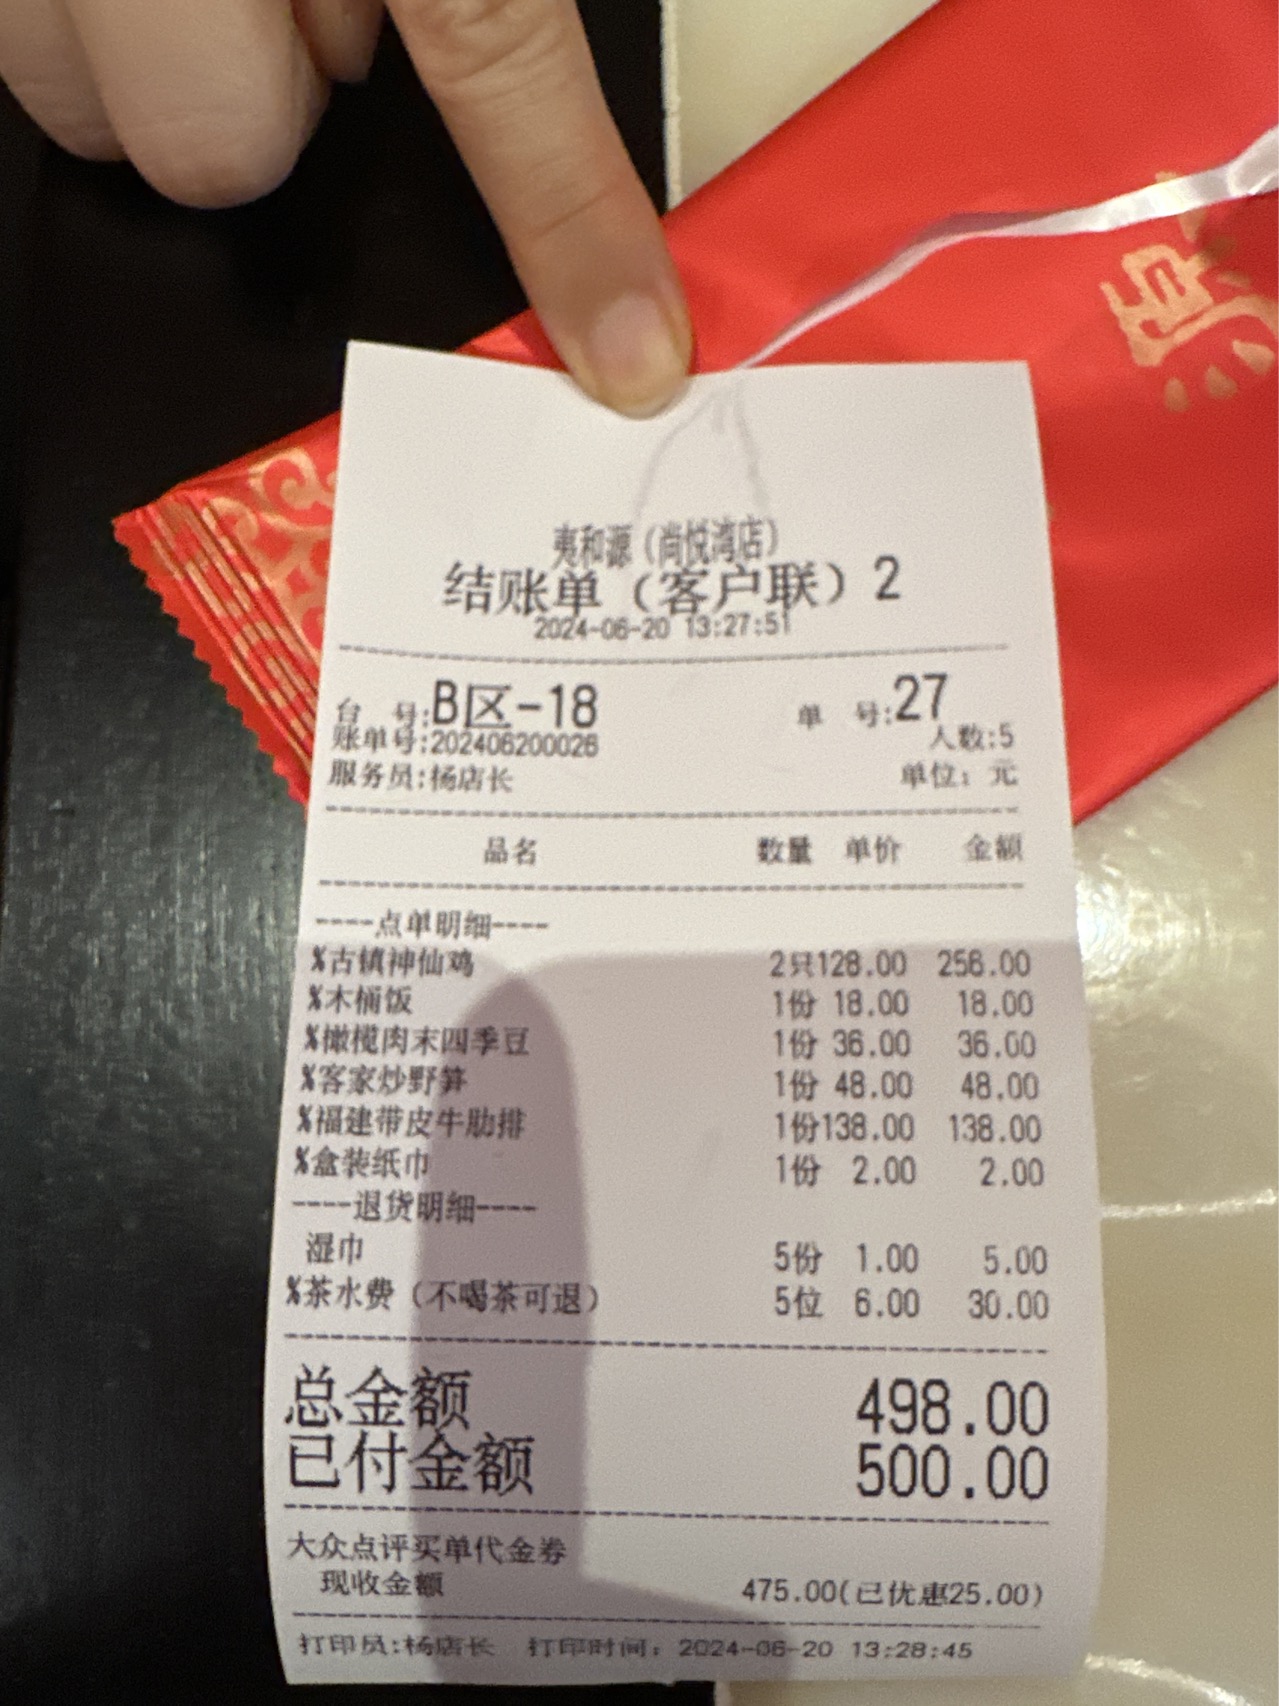 源
夷和源（尚悦湾店）
结账单（客户联）2
2024-06-20 13:27:51
台 号:B区-18 单 号:27
账单号:202406200026 人数:5
服务员:杨店长 单位：元
品名 数量 单价 金额
----点单明细----
%古镇神仙鸡 2只128.00 256.00
%木桶饭 1份 18.00 18.00
%橄榄肉末四季豆 1份 36.00 36.00
%客家炒野笋 1份 48.00 48.00
%福建带皮牛肋排 1份138.00 138.00
%盒装纸巾 1份 2.00 2.00
----退货明细----
湿巾 5份 1.00 5.00
%茶水费（不喝茶可退） 5位 6.00 30.00
总金额 498.00
已付金额 500.00
大众点评买单代金券
现收金额 475.00(已优惠25.00)
打印员:杨店长 打印时间：2024-06-20 13:28:45